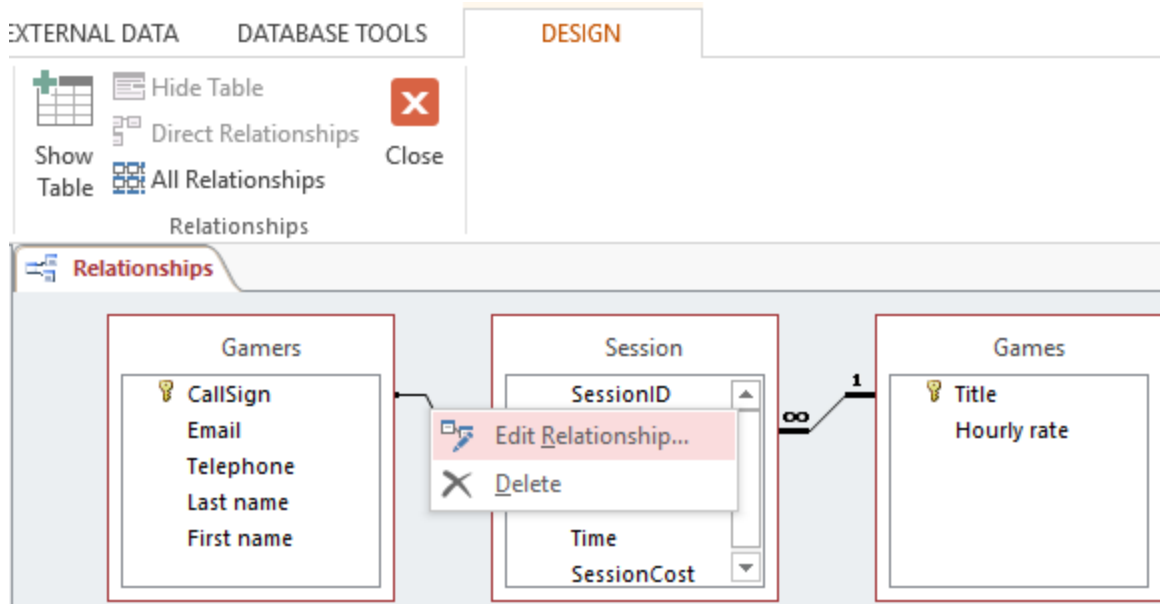 EXTERNAL DATA DATABASE TOOLS DESIGN
Hide Table
Direct Relationships
Show Table
All Relationships
Close
Relationships
Relationships
Gamers Session Games
CallSign SessionID 1 Title
Email Edit Relationship... ∞ Hourly rate
Telephone
Last name Delete
First name Time
SessionCost